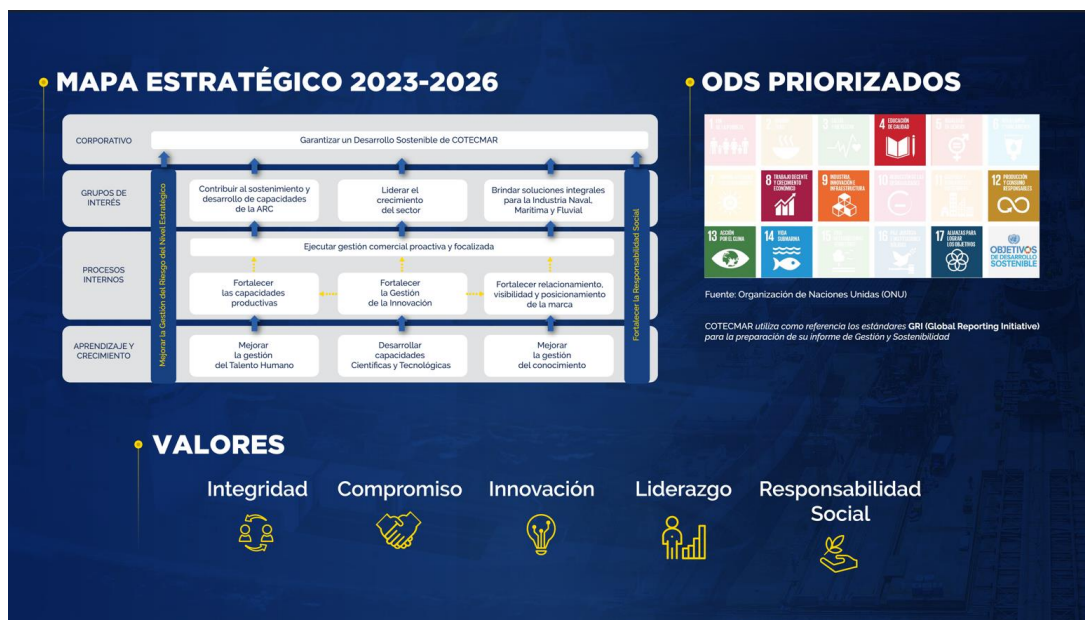 MAPA ESTRATÉGICO 2023-2026
CORPORATIVO
Garantizar un Desarrollo Sostenible de COTECMAR
GRUPOS DE
INTERÉS
Contribuir al sostenimiento y
desarrollo de capacidades
de la ARC
Liderar el
crecimiento
del sector
Brindar soluciones integrales
para la Industria Naval,
Marítima y Fluvial
PROCESOS
INTERNOS
Ejecutar gestión comercial proactiva y focalizada
Fortalecer
las capacidades
productivas
Fortalecer
la Gestión
de la Innovación
Fortalecer relacionamiento,
visibilidad y posicionamiento
de la marca
APRENDIZAJE Y
CRECIMIENTO
Mejorar
la gestión
del Talento Humano
Desarrollar
capacidades
Científicas y Tecnológicas
Mejorar
la gestión
del conocimiento
Mejorar la Gestión del Riesgo del Nivel Estratégico
Fortalecer la Responsabilidad Social
ODS PRIORIZADOS
4 EDUCACIÓN
DE CALIDAD
8 TRABAJO DECENTE
Y CRECIMIENTO
ECONÓMICO
9 INDUSTRIA,
INNOVACIÓN E
INFRAESTRUCTURA
12 PRODUCCIÓN
Y CONSUMO
RESPONSABLES
13 ACCIÓN
POR EL CLIMA
14 VIDA
SUBMARINA
17 ALIANZAS PARA
LOGRAR
LOS OBJETIVOS
OBJETIVOS
DE DESARROLLO
SOSTENIBLE
Fuente: Organización de Naciones Unidas (ONU)
COTECMAR utiliza como referencia los estándares GRI (Global Reporting Initiative)
para la preparación de su informe de Gestión y Sostenibilidad
VALORES
Integridad
Compromiso
Innovación
Liderazgo
Responsabilidad
Social